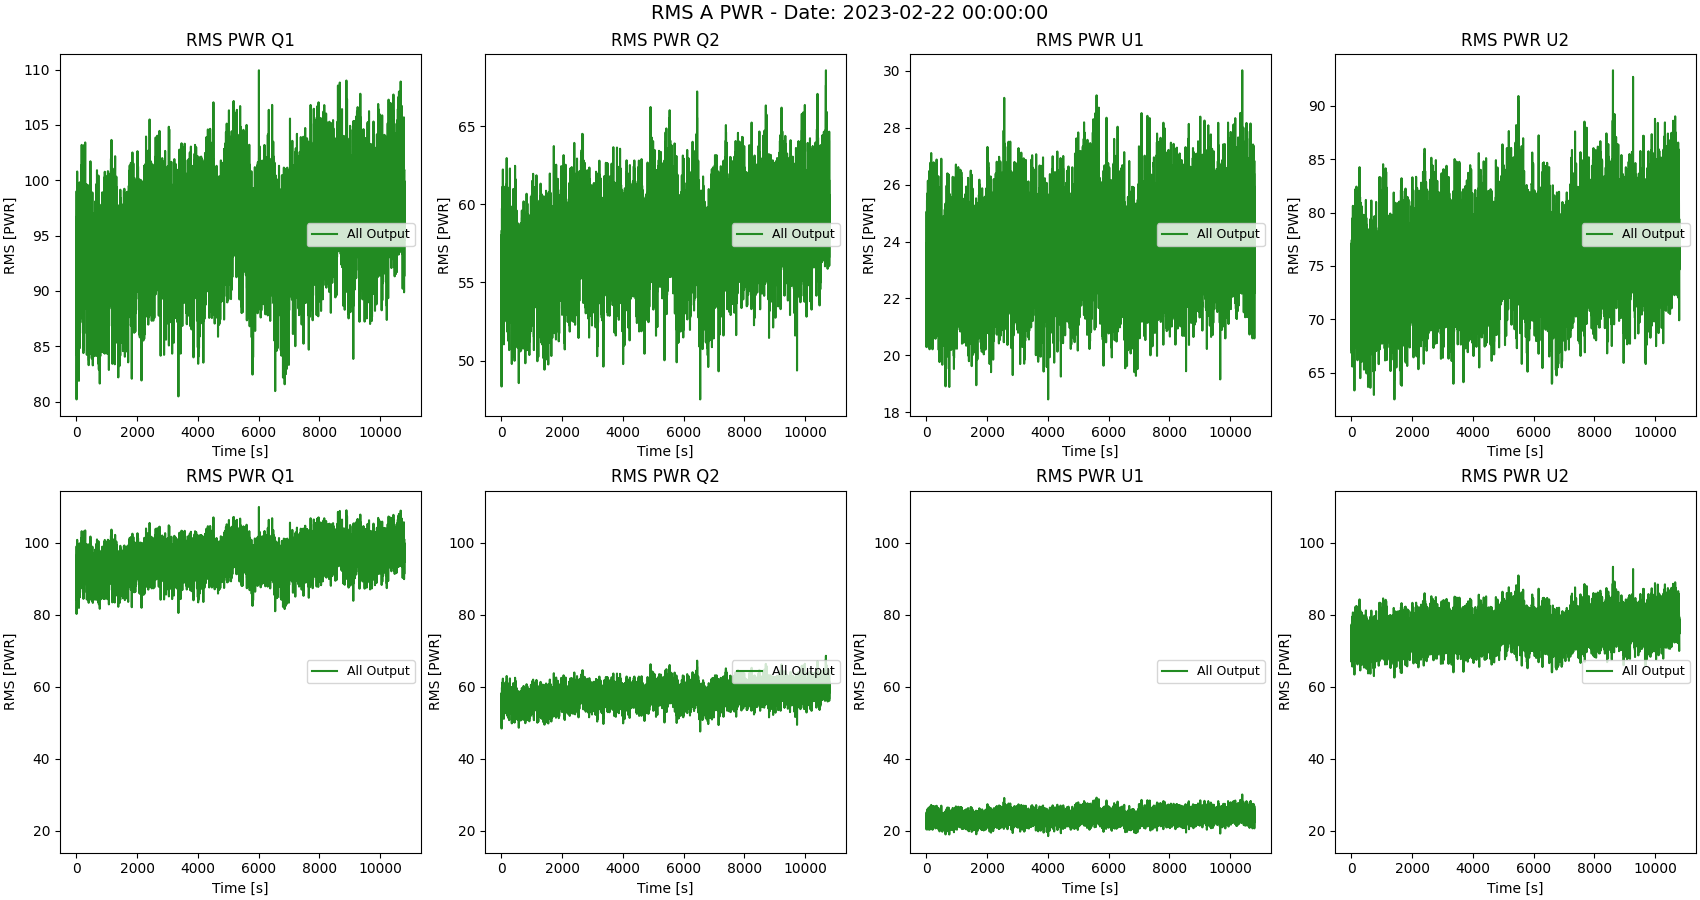 RMS A PWR - Date: 2023-02-22 00:00:00
RMS PWR Q1
RMS [PWR]
110
105
100
95
90
85
80
All Output
0 2000 4000 6000 8000 10000
Time [s]
RMS PWR Q2
RMS [PWR]
65
60
55
50
All Output
0 2000 4000 6000 8000 10000
Time [s]
RMS PWR U1
RMS [PWR]
30
28
26
24
22
20
18
All Output
0 2000 4000 6000 8000 10000
Time [s]
RMS PWR U2
RMS [PWR]
90
85
80
75
70
65
All Output
0 2000 4000 6000 8000 10000
Time [s]
RMS PWR Q1
RMS [PWR]
100
80
60
40
20
All Output
0 2000 4000 6000 8000 10000
Time [s]
RMS PWR Q2
RMS [PWR]
100
80
60
40
20
All Output
0 2000 4000 6000 8000 10000
Time [s]
RMS PWR U1
RMS [PWR]
100
80
60
40
20
All Output
0 2000 4000 6000 8000 10000
Time [s]
RMS PWR U2
RMS [PWR]
100
80
60
40
20
All Output
0 2000 4000 6000 8000 10000
Time [s]